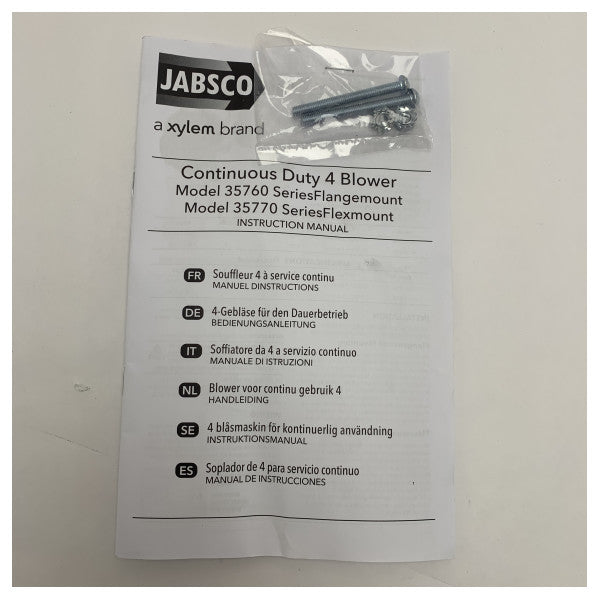 JABSCO
a xylem brand
Continuous Duty 4 Blower
Model 35760 SeriesFlangemount
Model 35770 SeriesFlexmount
INSTRUCTION MANUAL
FR Souffleur 4 à service continu
MANUEL DINSTRUCTIONS
DE 4-Gebläse für den Dauerbetrieb
BEDIENUNGSANLEITUNG
IT Soffiatore da 4 a servizio continuo
MANUALE DI ISTRUZIONI
NL Blower voor continu gebruik 4
HANDLEIDING
SE 4 blåsmaskin för kontinuerlig användning
INSTRUKTIONSMANUAL
ES Soplador de 4 para servicio continuo
MANUAL DE INSTRUCCIONES